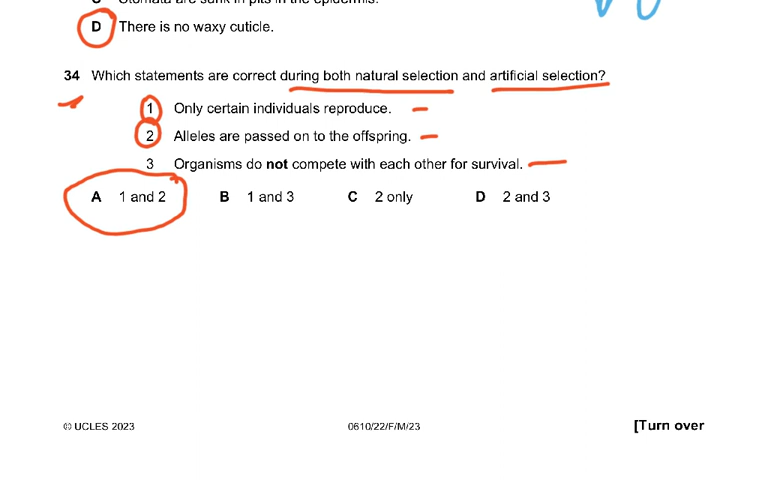 D There is no waxy cuticle.
34 Which statements are correct during both natural selection and artificial selection?
1 Only certain individuals reproduce.
2 Alleles are passed on to the offspring.
3 Organisms do not compete with each other for survival.
A 1 and 2 B 1 and 3 C 2 only D 2 and 3
© UCLES 2023 0610/22/F/M/23 [Turn over